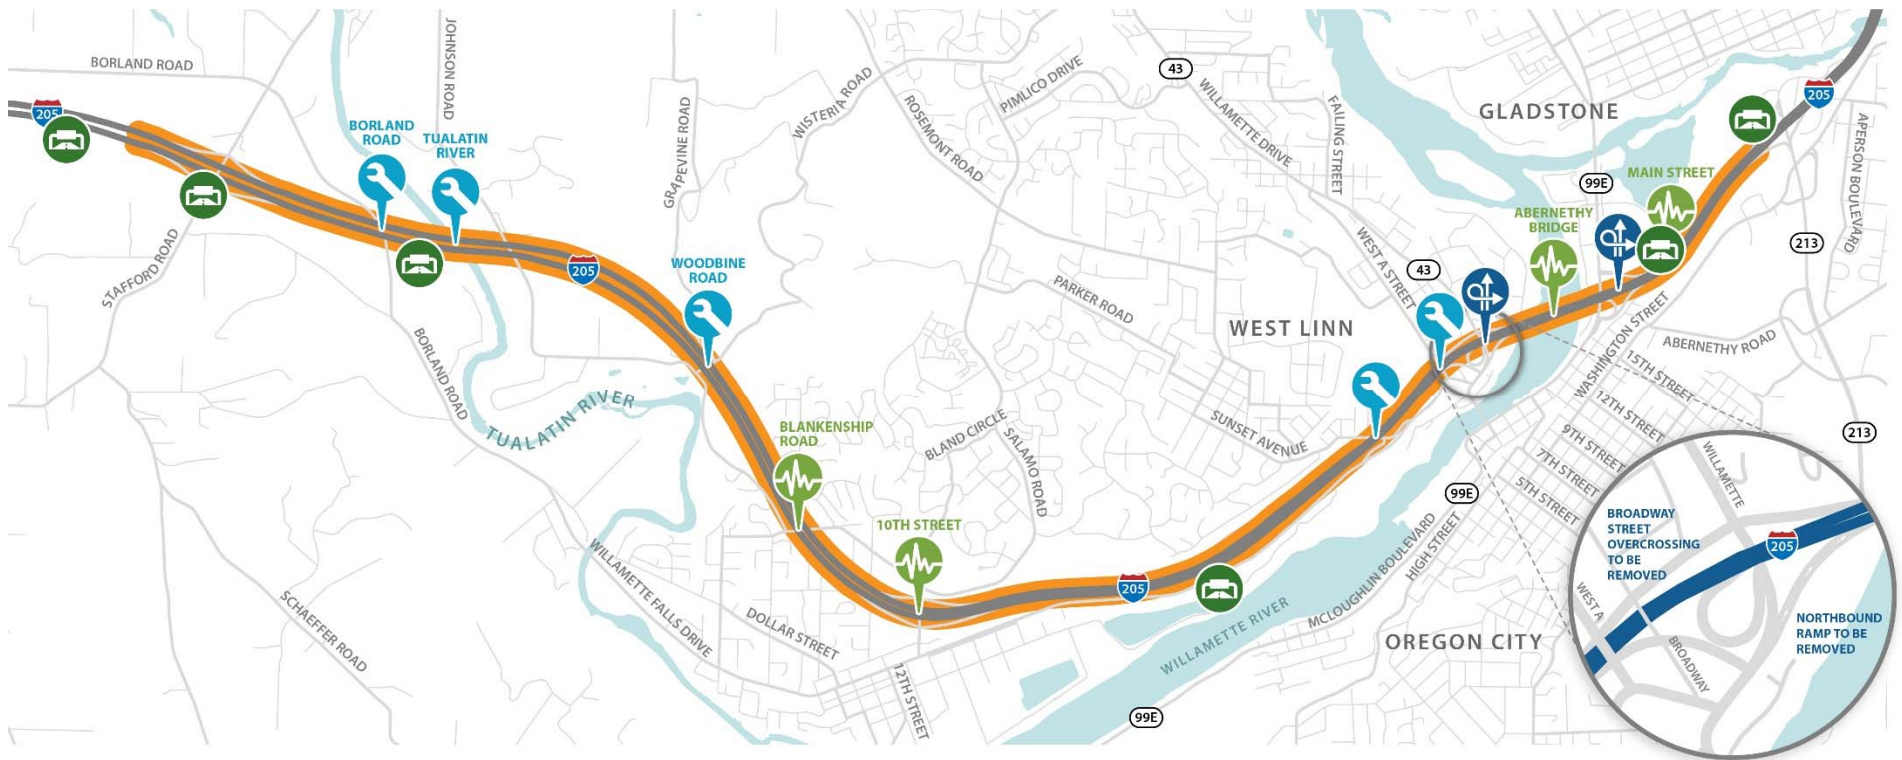 BORLAND ROAD
JOHNSON ROAD
205
BORLAND
ROAD
TUALATIN
RIVER
STAFFORD ROAD
GRAPEVINE ROAD
WISTERIA ROAD
ROSEMONT ROAD
PIMLICO DRIVE
43
WILLAMETTE DRIVE
FAILING STREET
GLADSTONE
205
APERSON BOULEVARD
99E
MAIN STREET
ABERNETHY
BRIDGE
213
WEST A STREET
43
205
WOODBINE
ROAD
PARKER ROAD
WEST LINN
WASHINGTON STREET
ABERNETHY ROAD
15TH STREET
12TH STREET
9TH STREET
7TH STREET
5TH STREET
213
BORLAND ROAD
TUALATIN RIVER
BLANKENSHIP
ROAD
BLAND CIRCLE
SALAMO ROAD
SUNSET AVENUE
99E
10TH STREET
205
WILLAMETTE FALLS DRIVE
DOLLAR STREET
12TH STREET
SCHAEFFER ROAD
WILLAMETTE RIVER
MCLOUGHLIN BOULEVARD
HIGH STREET
OREGON CITY
99E
WILLAMETTE
BROADWAY
STREET
OVERCROSSING
TO BE
REMOVED
205
WEST A
BROADWAY
NORTHBOUND
RAMP TO BE
REMOVED